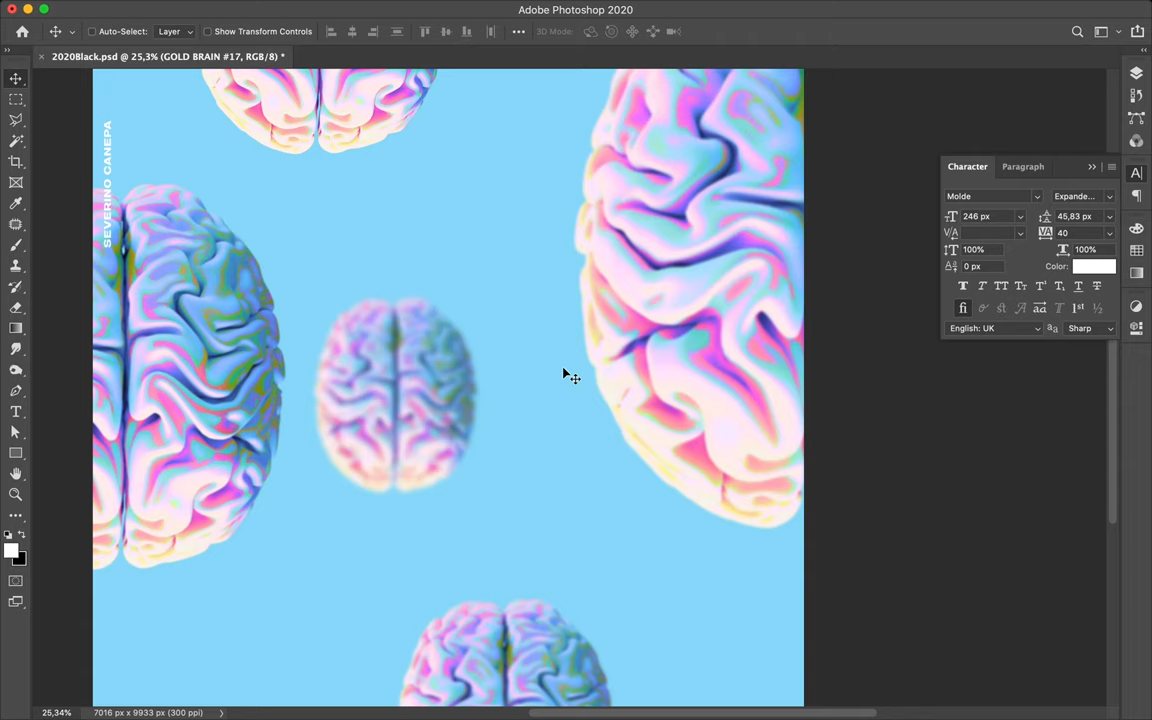 Adobe Photoshop 2020
Auto-Select: Layer Show Transform Controls 3D Mode:
2020Black.psd @ 25,3% (GOLD BRAIN #17, RGB/8) *
SEVERINO CANEPA
Character Paragraph
Molde Expande...
246 px 45,83 px
40
100% 100%
0 px Color:
English: UK Sharp
25,34% 7016 px x 9933 px (300 ppi)